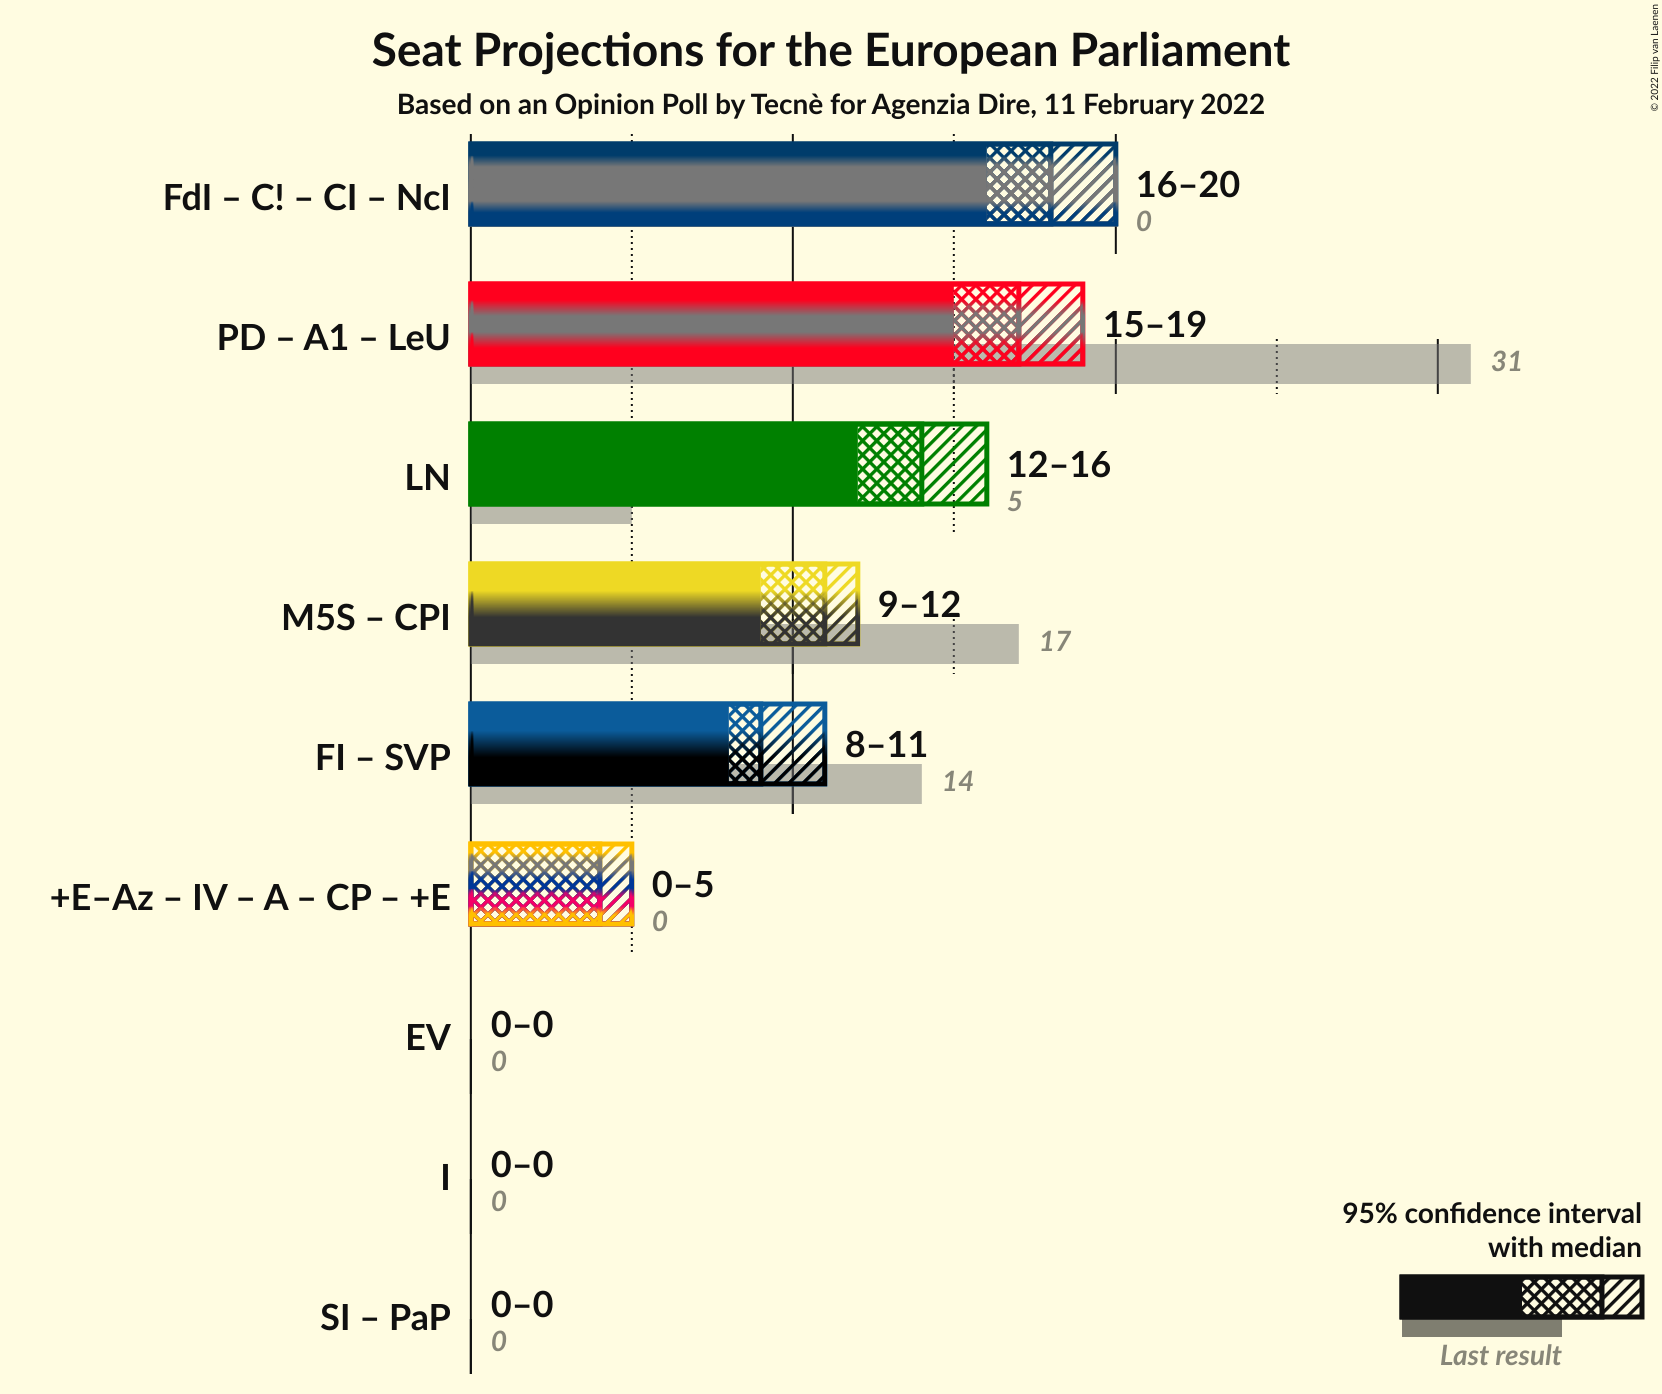 Seat Projections for the European Parliament
Based on an Opinion Poll by Tecnè for Agenzia Dire, 11 February 2022
© 2022 Filip van Laenen
FdI – C! – CI – NcI
16–20
0
PD – A1 – LeU
15–19
31
LN
12–16
5
M5S – CPI
9–12
17
FI – SVP
8–11
14
+E–Az – IV – A – CP – +E
0–5
0
EV
0–0
0
I
0–0
0
SI – PaP
0–0
0
95% confidence interval
with median
Last result